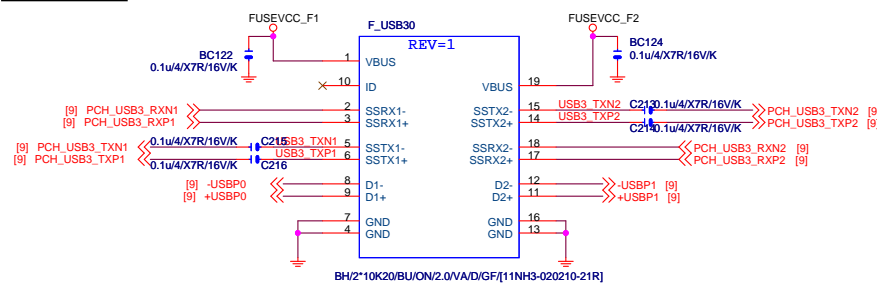 FUSEVCC_F1
FUSEVCC_F2
F_USB30
REV=1
BC122
0.1u/4/X7R/16V/K
BC124
0.1u/4/X7R/16V/K
1 VBUS
10 ID
VBUS 19
[9] PCH_USB3_RXN1 2 SSRX1-
[9] PCH_USB3_RXP1 3 SSRX1+
SSTX2- 15 USB3_TXN2 C213 0.1u/4/X7R/16V/K PCH_USB3_TXN2 [9]
SSTX2+ 14 USB3_TXP2 C214 0.1u/4/X7R/16V/K PCH_USB3_TXP2 [9]
[9] PCH_USB3_TXN1 0.1u/4/X7R/16V/K C215 USB3_TXN1 5 SSTX1-
[9] PCH_USB3_TXP1 0.1u/4/X7R/16V/K C216 USB3_TXP1 6 SSTX1+
SSRX2- 18 PCH_USB3_RXN2 [9]
SSRX2+ 17 PCH_USB3_RXP2 [9]
[9] -USBP0 8 D1-
[9] +USBP0 9 D1+
D2- 12 -USBP1 [9]
D2+ 11 +USBP1 [9]
7 GND
4 GND
GND 16
GND 13
BH/2*10K20/BU/ON/2.0/VA/D/GF/[11NH3-020210-21R]